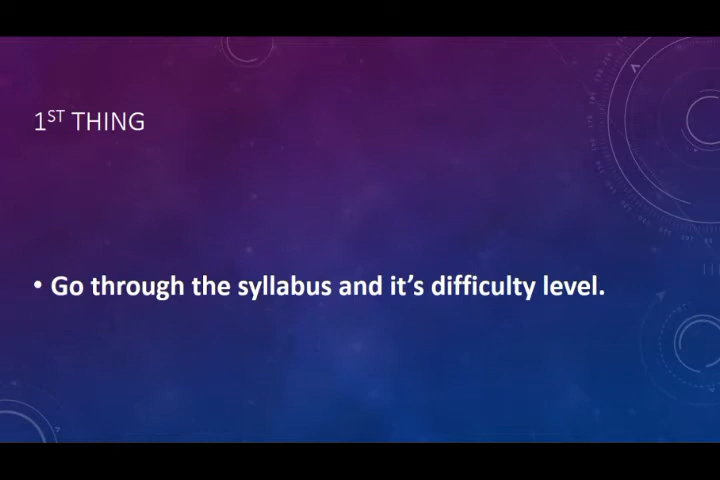 1ST THING
• Go through the syllabus and it’s difficulty level.